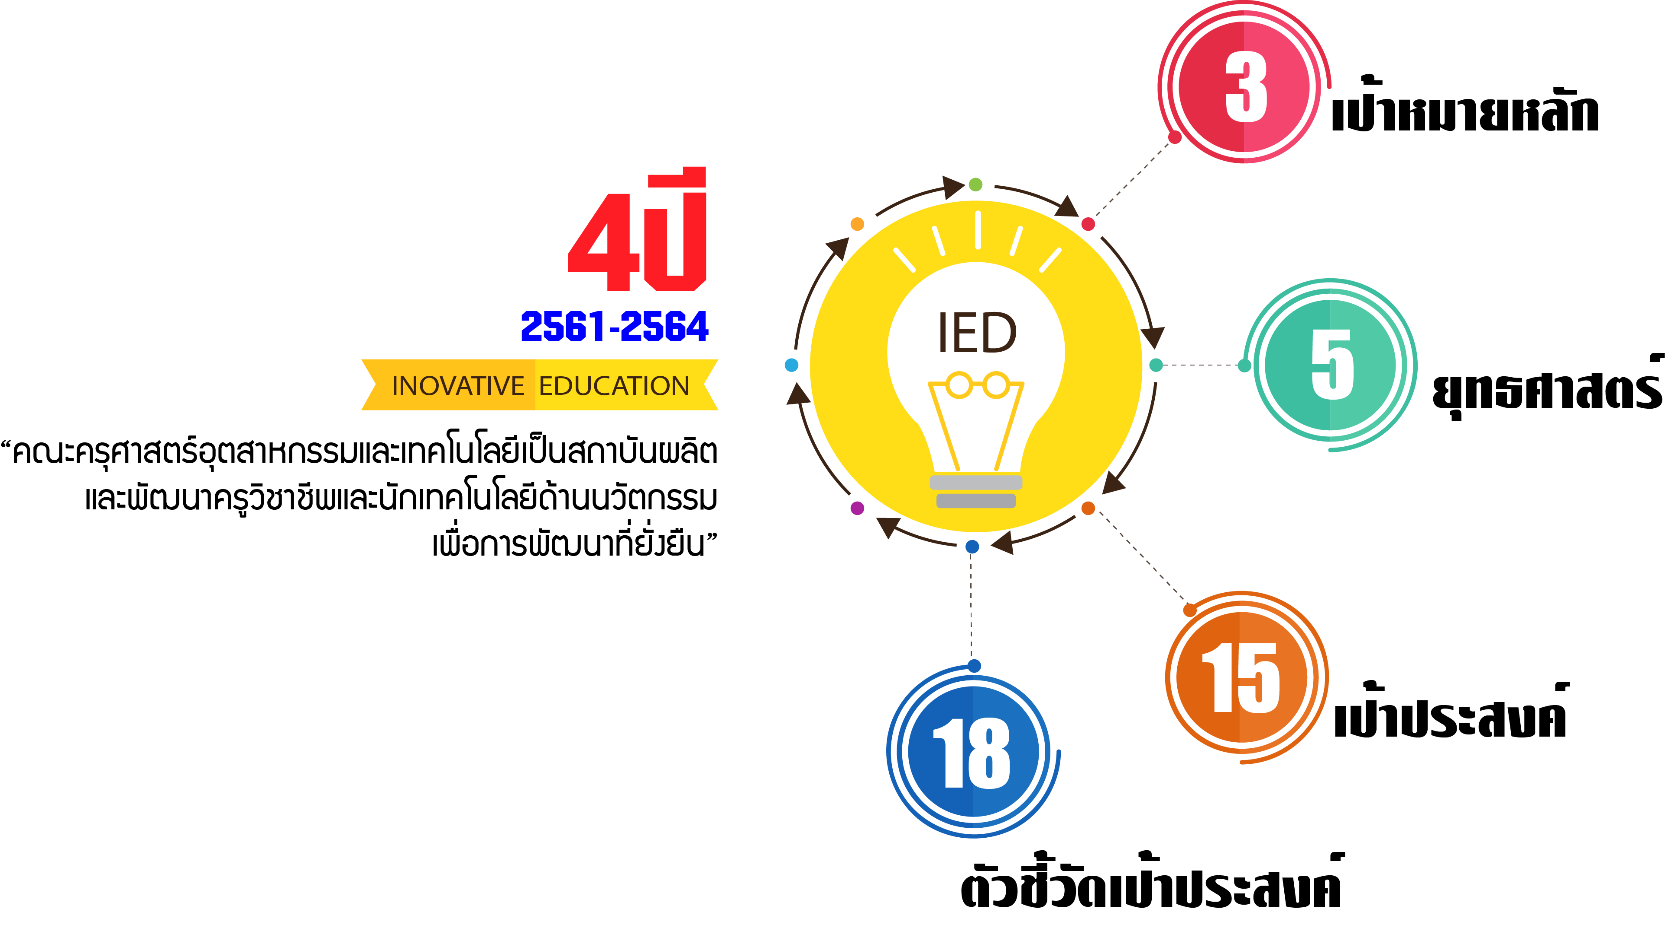 4ปี
2561-2564
INOVATIVE EDUCATION
“คณะครุศาสตร์อุตสาหกรรมและเทคโนโลยีเป็นสถาบันผลิต
และพัฒนาครูวิชาชีพและนักเทคโนโลยีด้านนวัตกรรม
เพื่อการพัฒนาที่ยั่งยืน”
IED
3
เป้าหมายหลัก
5
ยุทธศาสตร์
15
เป้าประสงค์
18
ตัวชี้วัดเป้าประสงค์